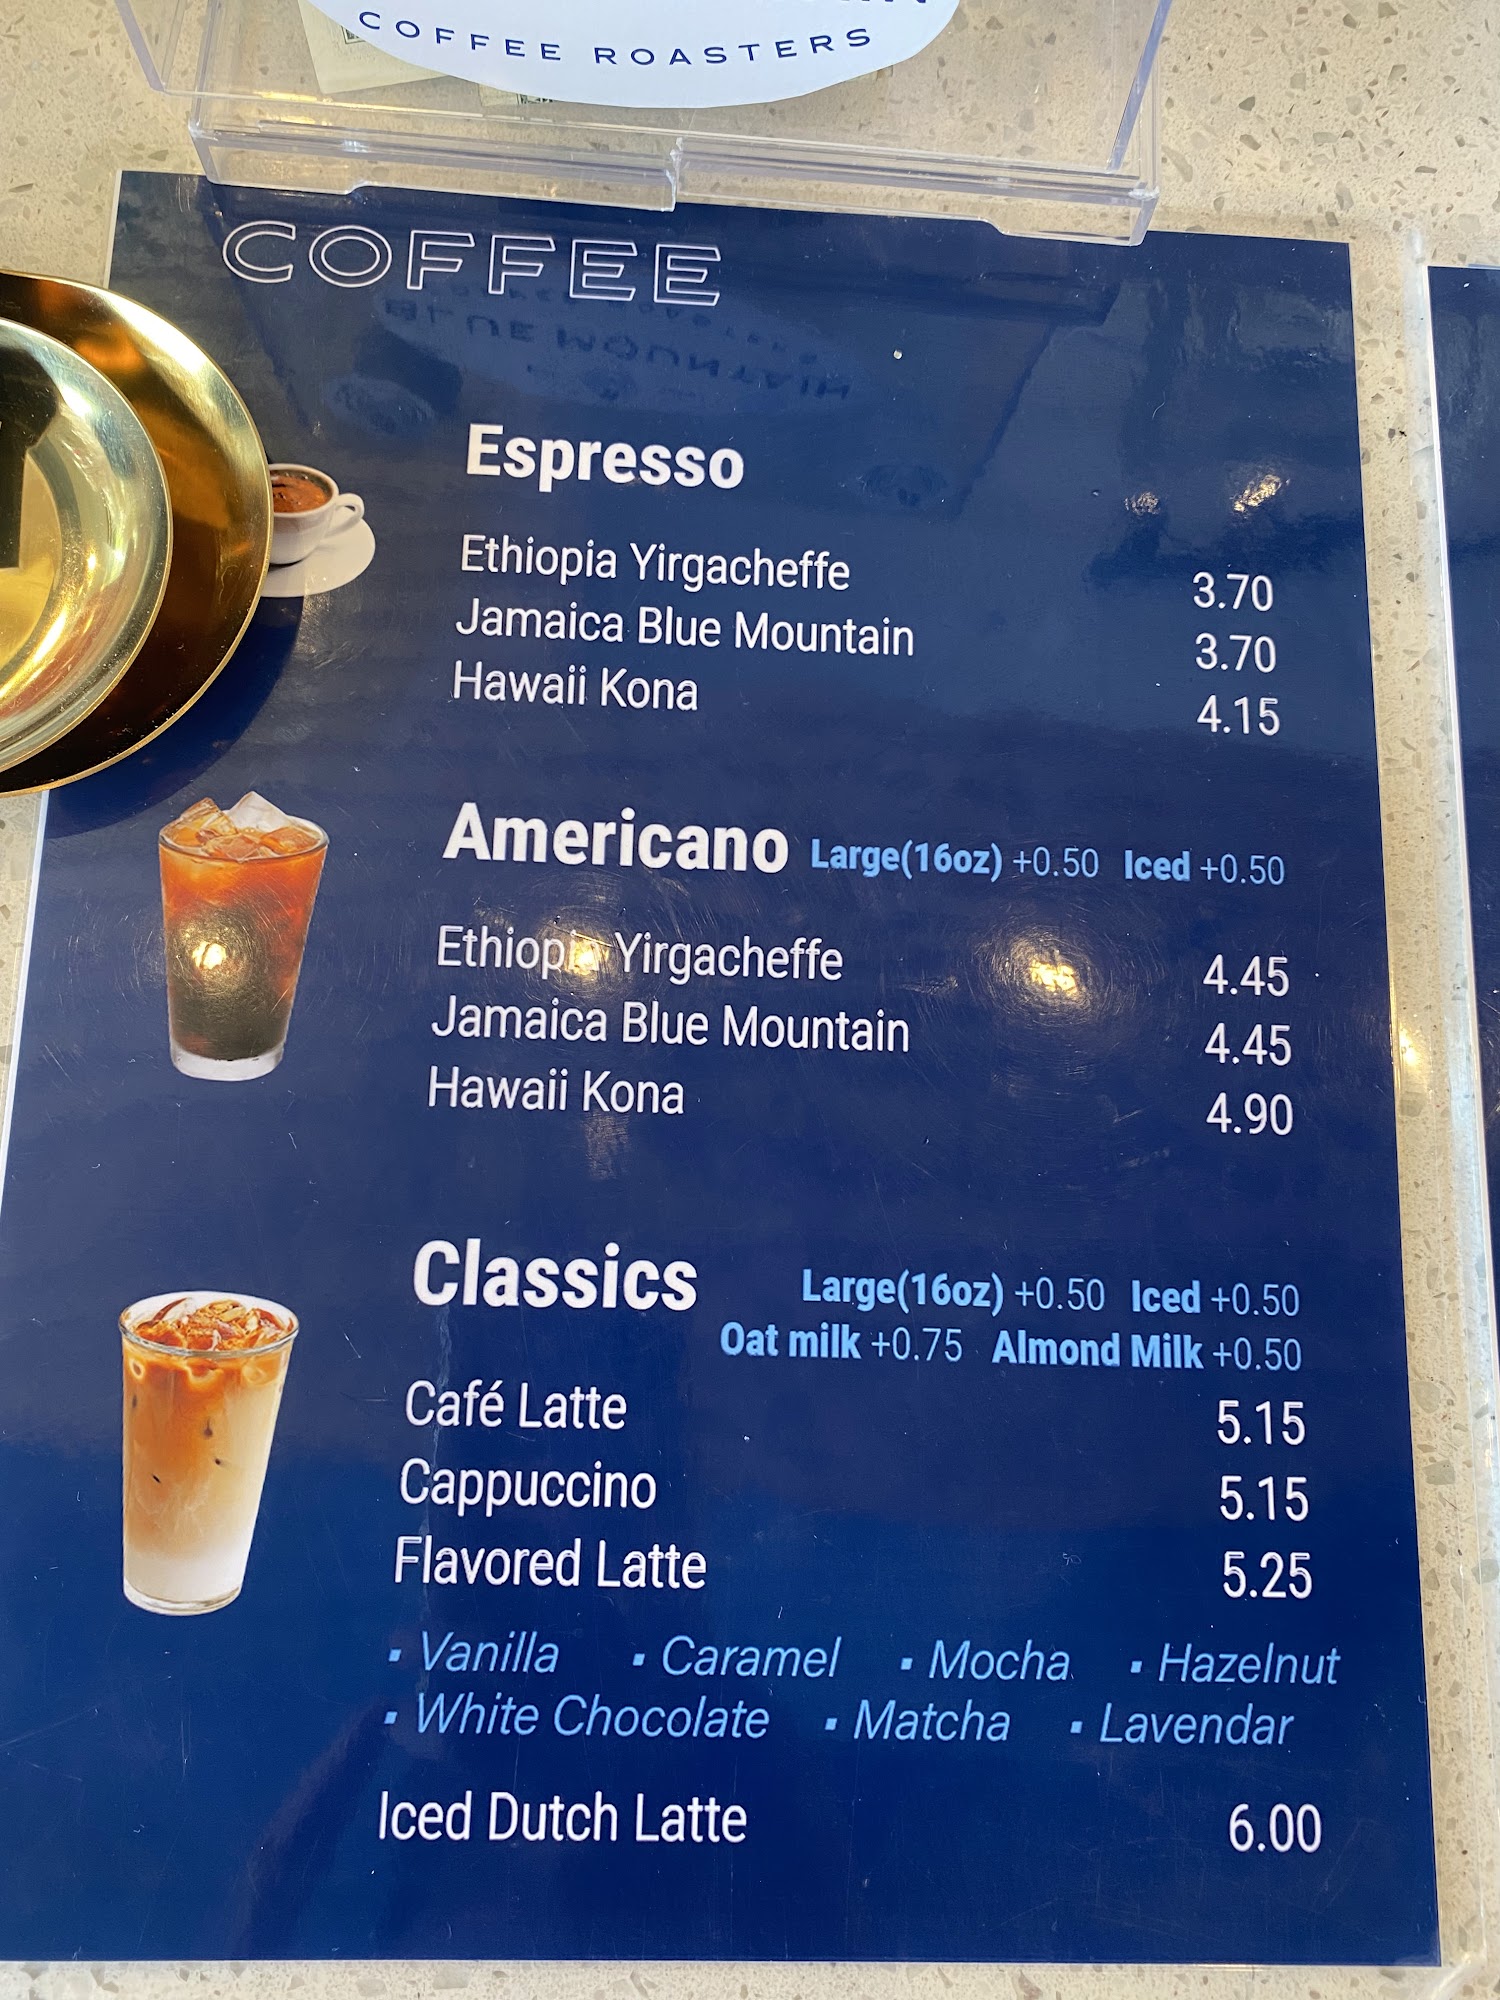 COFFEE ROASTERS
COFFEE
BLUE MOUNTAIN
Espresso
Ethiopia Yirgacheffe 3.70
Jamaica Blue Mountain 3.70
Hawaii Kona 4.15
Americano Large(16oz) +0.50 Iced +0.50
Ethiopia Yirgacheffe 4.45
Jamaica Blue Mountain 4.45
Hawaii Kona 4.90
Classics Large(16oz) +0.50 Iced +0.50
Oat milk +0.75 Almond Milk +0.50
Café Latte 5.15
Cappuccino 5.15
Flavored Latte 5.25
▪ Vanilla ▪ Caramel ▪ Mocha ▪ Hazelnut
▪ White Chocolate ▪ Matcha ▪ Lavendar
Iced Dutch Latte 6.00